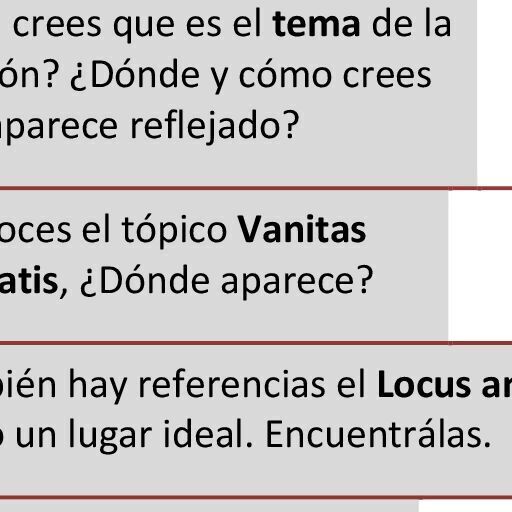 crees que es el tema de la
ón? ¿Dónde y cómo crees
aparece reflejado?
oces el tópico Vanitas
atis, ¿Dónde aparece?
bién hay referencias el Locus ar
o un lugar ideal. Encuentrálas.